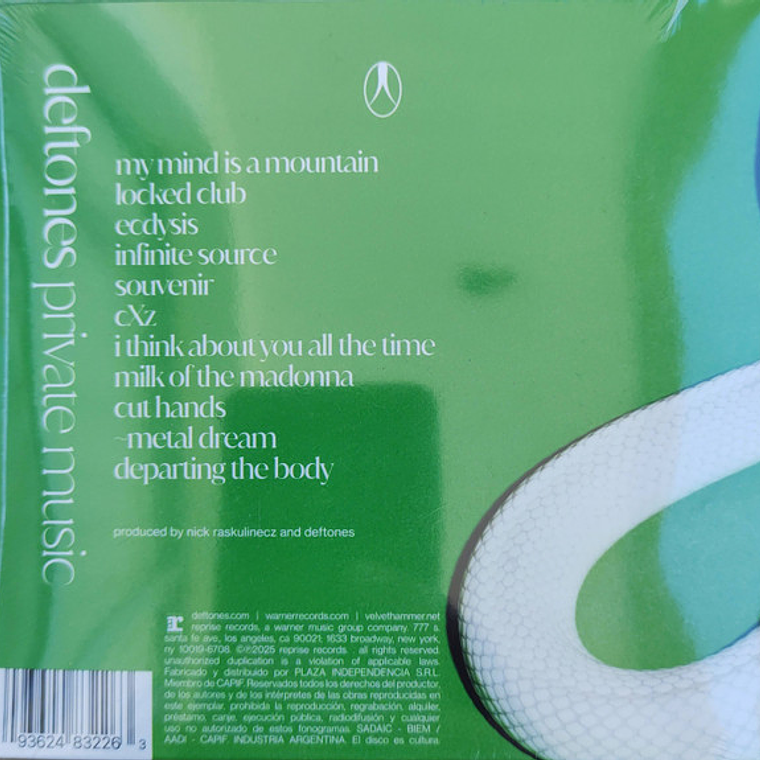 deftones private music
my mind is a mountain
locked club
ecdysis
infinite source
souvenir
cXz
i think about you all the time
milk of the madonna
cut hands
~metal dream
departing the body
produced by nick raskulinecz and deftones
deftones.com | warnerrecords.com | velvethammer.net
reprise records, a warner music group company. 777 s.
santa fe ave., los angeles, ca 90021; 1633 broadway, new york,
ny 10019-6708. ©℗2025 reprise records. all rights reserved.
unauthorized duplication is a violation of applicable laws.
Fabricado y distribuido por PLAZA INDEPENDENCIA S.R.L.
Miembro de CAPIF. Reservados todos los derechos del productor,
de los autores y de los intérpretes de las obras reproducidas en
este ejemplar. prohibida la reproducción, regrabación, alquiler,
préstamo, canje, ejecución pública, radiodifusión y cualquier
uso no autorizado de estos fonogramas. SADAIC - BIEM /
AADI - CAPIF. INDUSTRIA ARGENTINA. El disco es cultura.
93624 83226 3